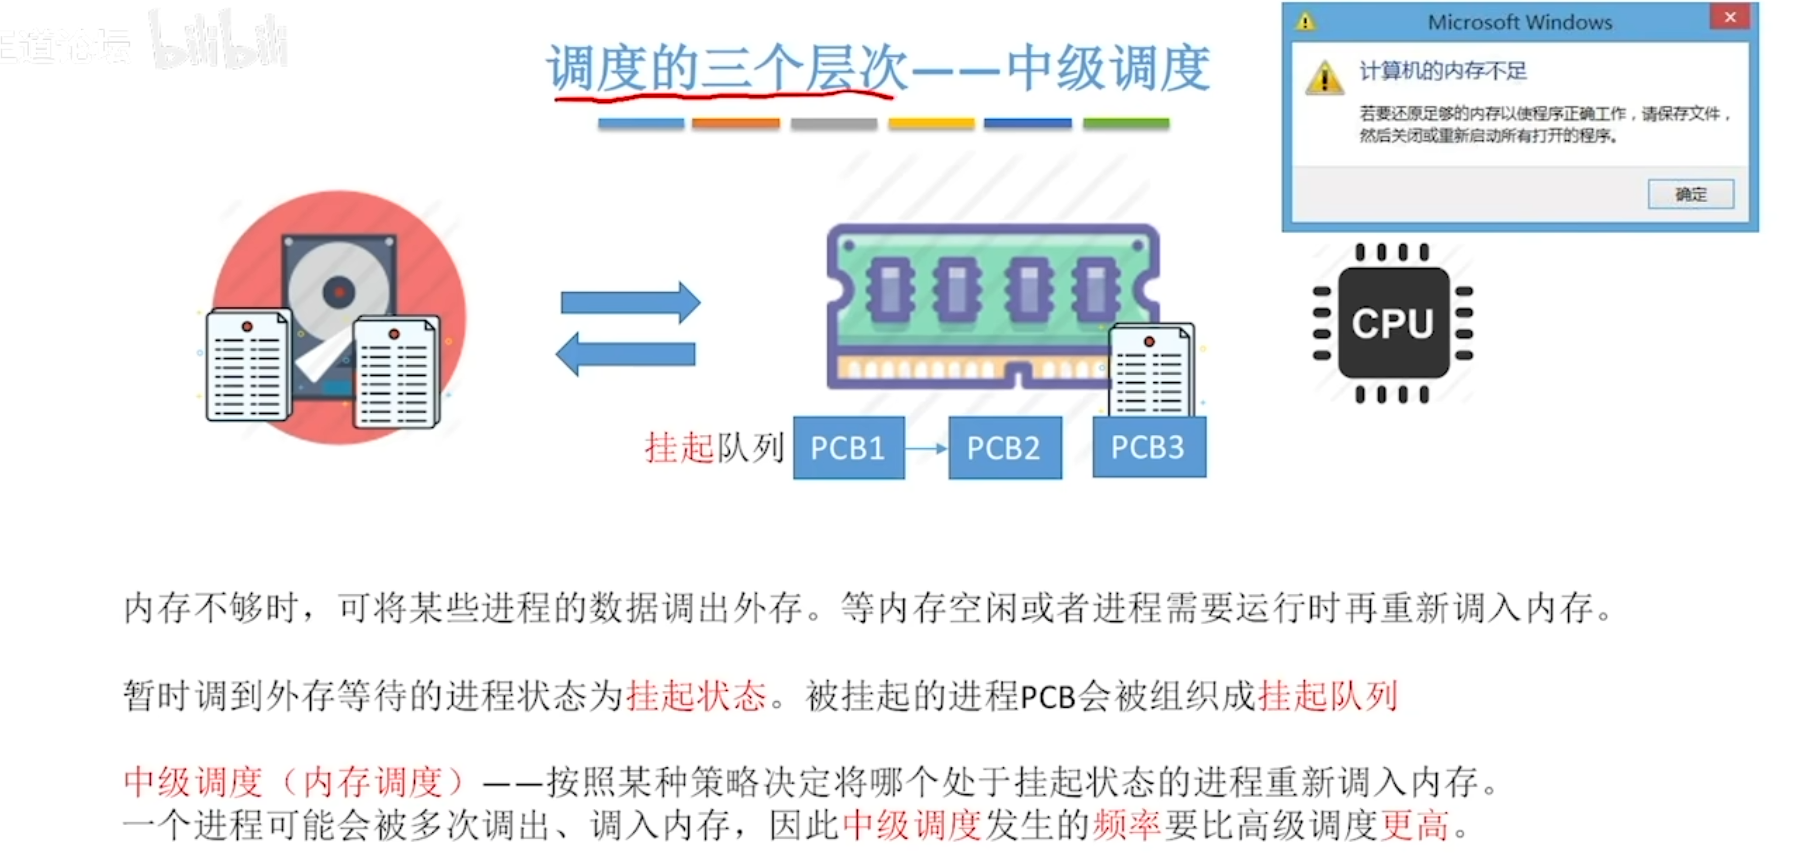 王道论坛 bilibili
调度的三个层次——中级调度
Microsoft Windows
计算机的内存不足
若要还原足够的内存以使程序正确工作，请保存文件，
然后关闭或重新启动所有打开的程序。
确定
CPU
挂起队列 PCB1 PCB2 PCB3
内存不够时，可将某些进程的数据调出外存。等内存空闲或者进程需要运行时再重新调入内存。
暂时调到外存等待的进程状态为挂起状态。被挂起的进程PCB会被组织成挂起队列
中级调度（内存调度）——按照某种策略决定将哪个处于挂起状态的进程重新调入内存。
一个进程可能会被多次调出、调入内存，因此中级调度发生的频率要比高级调度更高。